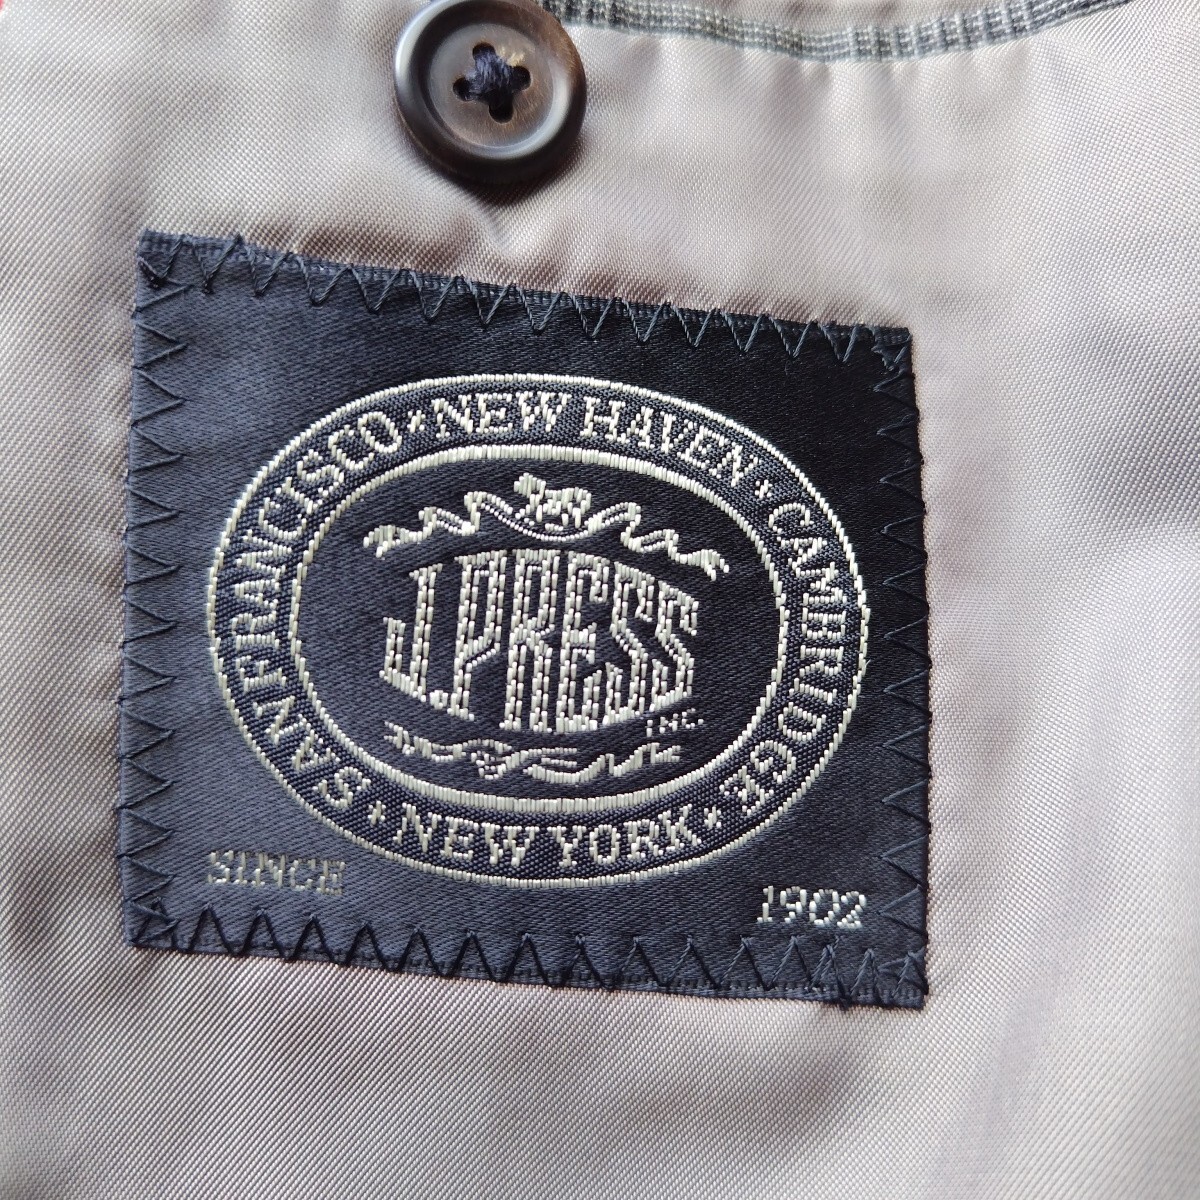 SAN FRANCISCO * NEW HAVEN * CAMBRIDGE * NEW YORK *
J.PRESS
INC.
SINCE 1902